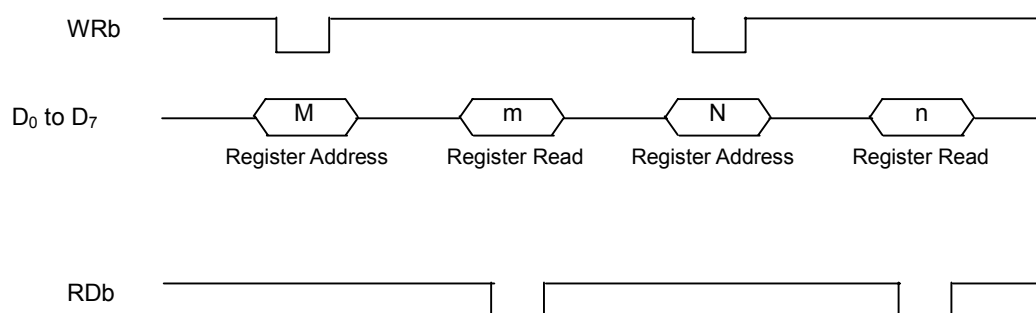 WRb
D₀ to D₇
M m N n
Register Address Register Read Register Address Register Read
RDb